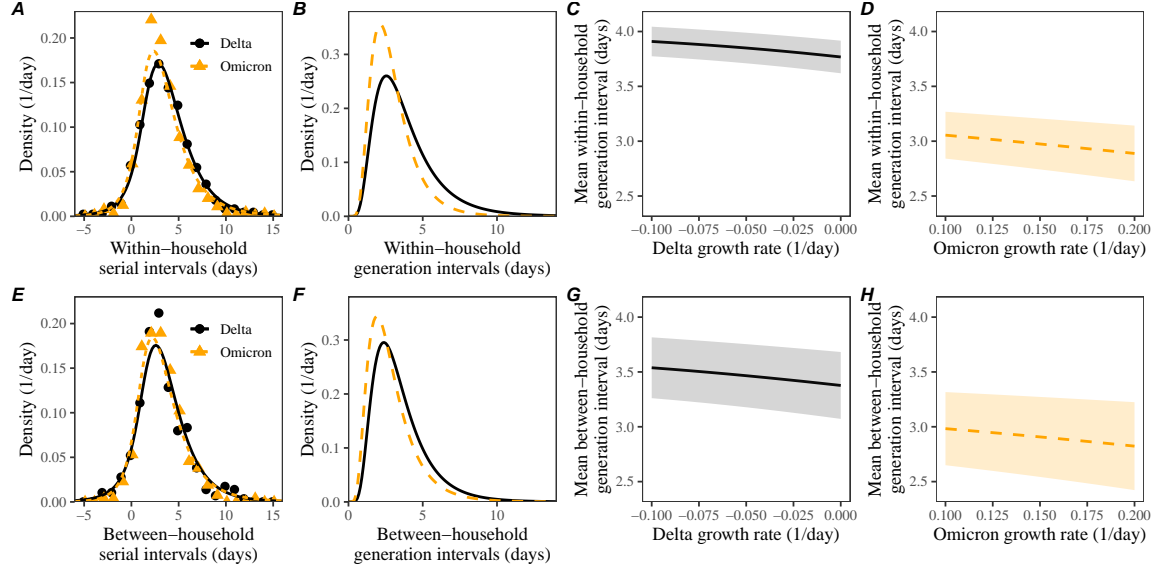 A
Density (1/day)
0.20
0.15
0.10
0.05
0.00
−5 0 5 10 15
Within−household
serial intervals (days)
Delta
Omicron
B
Density (1/day)
0.3
0.2
0.1
0.0
0 5 10
Within−household
generation intervals (days)
C
Mean within−household
generation interval (days)
4.0
3.5
3.0
2.5
−0.100 −0.075 −0.050 −0.025 0.000
Delta growth rate (1/day)
D
Mean within−household
generation interval (days)
4.0
3.5
3.0
2.5
0.100 0.125 0.150 0.175 0.200
Omicron growth rate (1/day)
E
Density (1/day)
0.20
0.15
0.10
0.05
0.00
−5 0 5 10 15
Between−household
serial intervals (days)
Delta
Omicron
F
Density (1/day)
0.3
0.2
0.1
0.0
0 5 10
Between−household
generation intervals (days)
G
Mean between−household
generation interval (days)
4.0
3.5
3.0
2.5
−0.100 −0.075 −0.050 −0.025 0.000
Delta growth rate (1/day)
H
Mean between−household
generation interval (days)
4.0
3.5
3.0
2.5
0.100 0.125 0.150 0.175 0.200
Omicron growth rate (1/day)